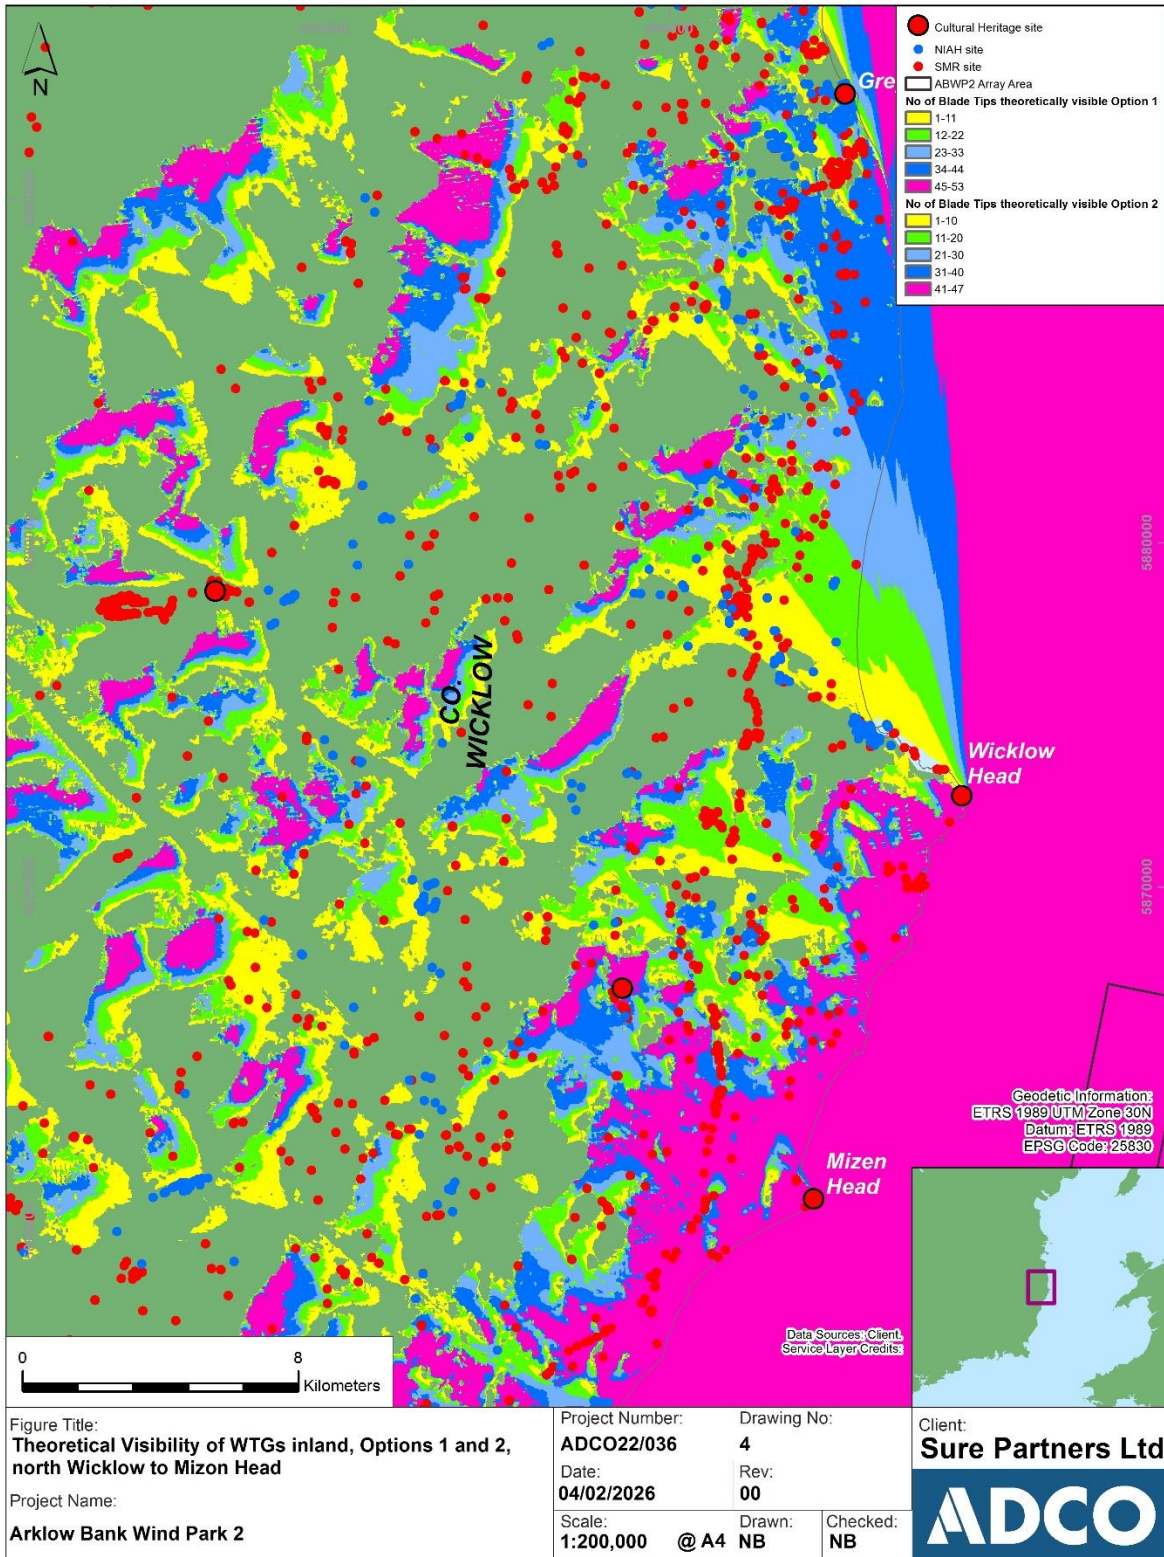 N
Gre
Cultural Heritage site
NIAH site
SMR site
ABWP2 Array Area
No of Blade Tips theoretically visible Option 1
1-11
12-22
23-33
34-44
45-53
No of Blade Tips theoretically visible Option 2
1-10
11-20
21-30
31-40
41-47
5880000
CO.
WICKLOW
Wicklow
Head
5870000
Geodetic Information:
ETRS 1989 UTM Zone 30N
Datum: ETRS 1989
EPSG Code: 25830
Mizen
Head
Data Sources: Client.
Service Layer Credits:
0 8
Kilometers
Figure Title:
Theoretical Visibility of WTGs inland, Options 1 and 2,
north Wicklow to Mizon Head
Project Name:
Arklow Bank Wind Park 2
Project Number:
ADCO22/036
Drawing No:
4
Date:
04/02/2026
Rev:
00
Scale:
1:200,000 @ A4
Drawn:
NB
Checked:
NB
Client:
Sure Partners Ltd
ADCO